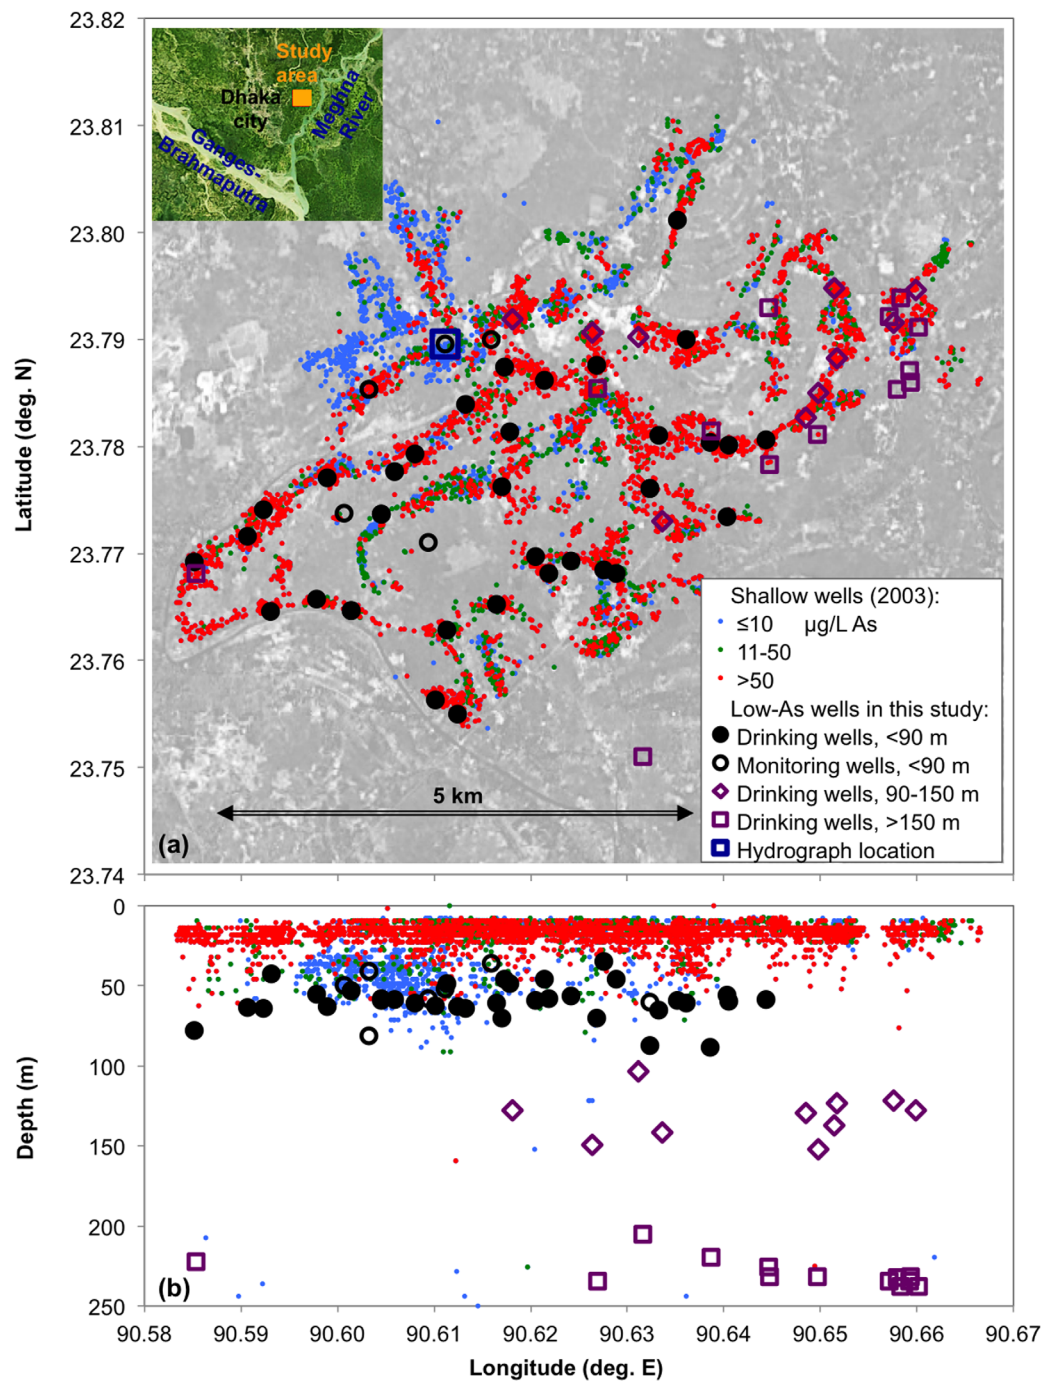 23.82
23.81
23.80
23.79
23.78
23.77
23.76
23.75
23.74
Latitude (deg. N)
Study
area
Dhaka
city
Meghna
River
Ganges-
Brahmaputra
5 km
(a)
Shallow wells (2003):
≤10 µg/L As
11-50
>50
Low-As wells in this study:
Drinking wells, <90 m
Monitoring wells, <90 m
Drinking wells, 90-150 m
Drinking wells, >150 m
Hydrograph location
0
50
100
150
200
250
Depth (m)
(b)
90.58 90.59 90.60 90.61 90.62 90.63 90.64 90.65 90.66 90.67
Longitude (deg. E)